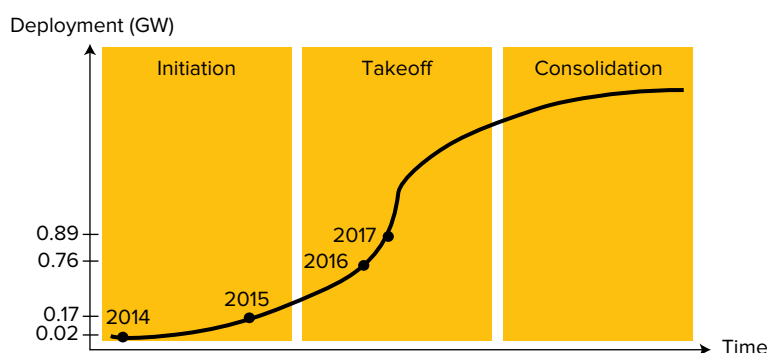 Deployment (GW)
Initiation
Takeoff
Consolidation
0.89
2017
0.76
2016
2015
0.17
2014
0.02
Time